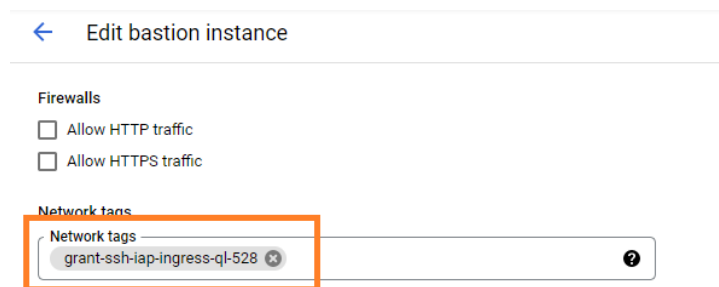 Edit bastion instance
Firewalls
Allow HTTP traffic
Allow HTTPS traffic
Network tags
Network tags
grant-ssh-iap-ingress-ql-528